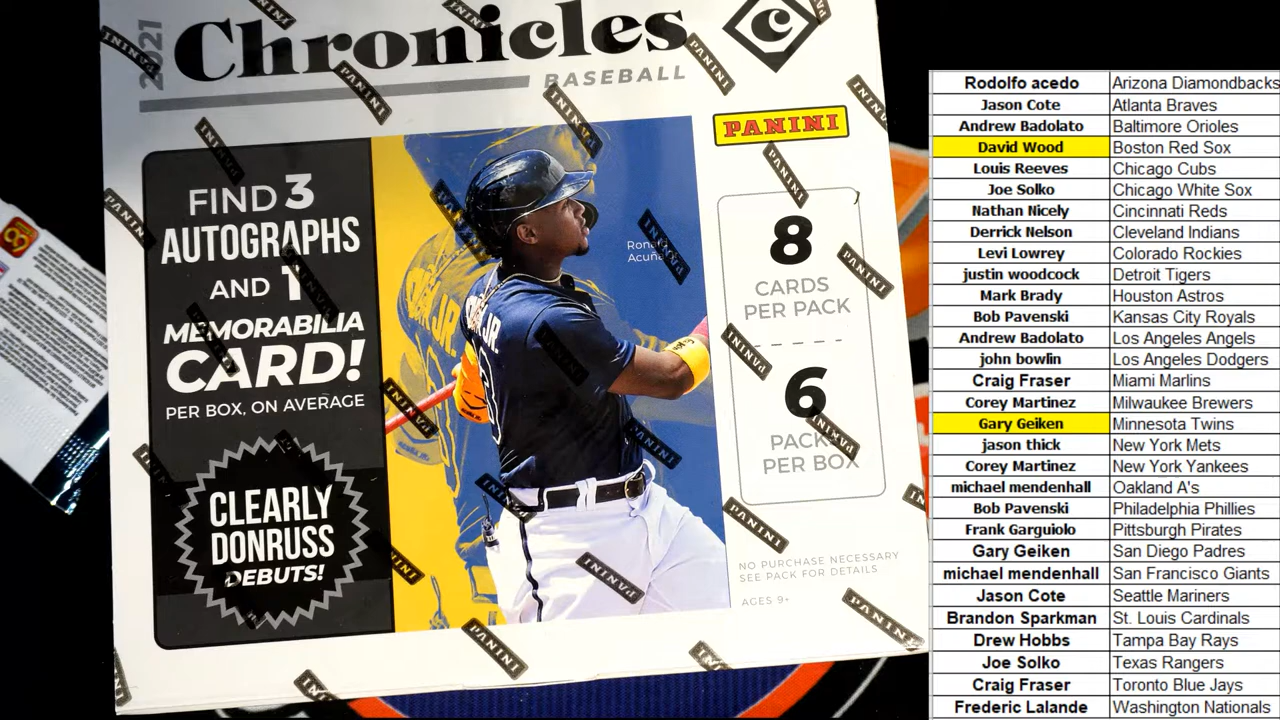 2021
Chronicles
BASEBALL
C
PANINI
FIND 3
AUTOGRAPHS
AND 1
MEMORABILIA
CARD!
PER BOX, ON AVERAGE
CLEARLY
DONRUSS
DEBUTS!
Acuña
JR.
8
CARDS
PER PACK
6
PACKS
PER BOX
NO PURCHASE NECESSARY
SEE PACK FOR DETAILS
AGES 9+
Rodolfo acedo Arizona Diamondbacks
Jason Cote Atlanta Braves
Andrew Badolato Baltimore Orioles
David Wood Boston Red Sox
Louis Reeves Chicago Cubs
Joe Solko Chicago White Sox
Nathan Nicely Cincinnati Reds
Derrick Nelson Cleveland Indians
Levi Lowrey Colorado Rockies
justin woodcock Detroit Tigers
Mark Brady Houston Astros
Bob Pavenski Kansas City Royals
Andrew Badolato Los Angeles Angels
john bowlin Los Angeles Dodgers
Craig Fraser Miami Marlins
Corey Martinez Milwaukee Brewers
Gary Geiken Minnesota Twins
jason thick New York Mets
Corey Martinez New York Yankees
michael mendenhall Oakland A's
Bob Pavenski Philadelphia Phillies
Frank Garguiolo Pittsburgh Pirates
Gary Geiken San Diego Padres
michael mendenhall San Francisco Giants
Jason Cote Seattle Mariners
Brandon Sparkman St. Louis Cardinals
Drew Hobbs Tampa Bay Rays
Joe Solko Texas Rangers
Craig Fraser Toronto Blue Jays
Frederic Lalande Washington Nationals